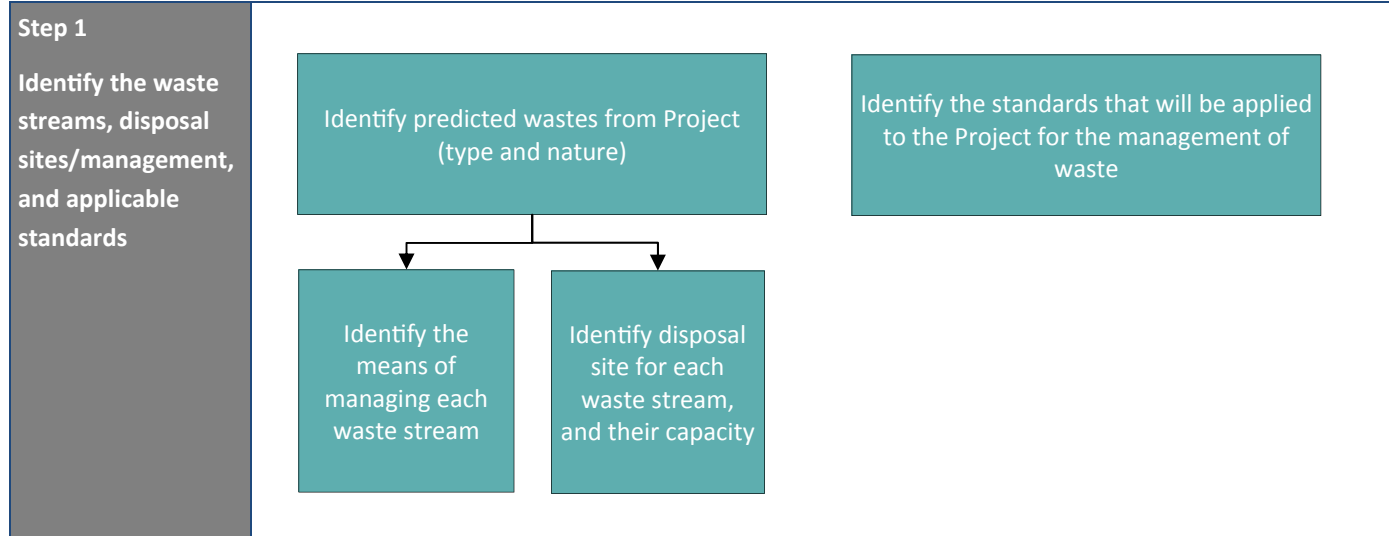 Step 1
Identify the waste
streams, disposal
sites/management,
and applicable
standards
Identify predicted wastes from Project
(type and nature)
Identify the standards that will be applied
to the Project for the management of
waste
Identify the
means of
managing each
waste stream
Identify disposal
site for each
waste stream,
and their capacity